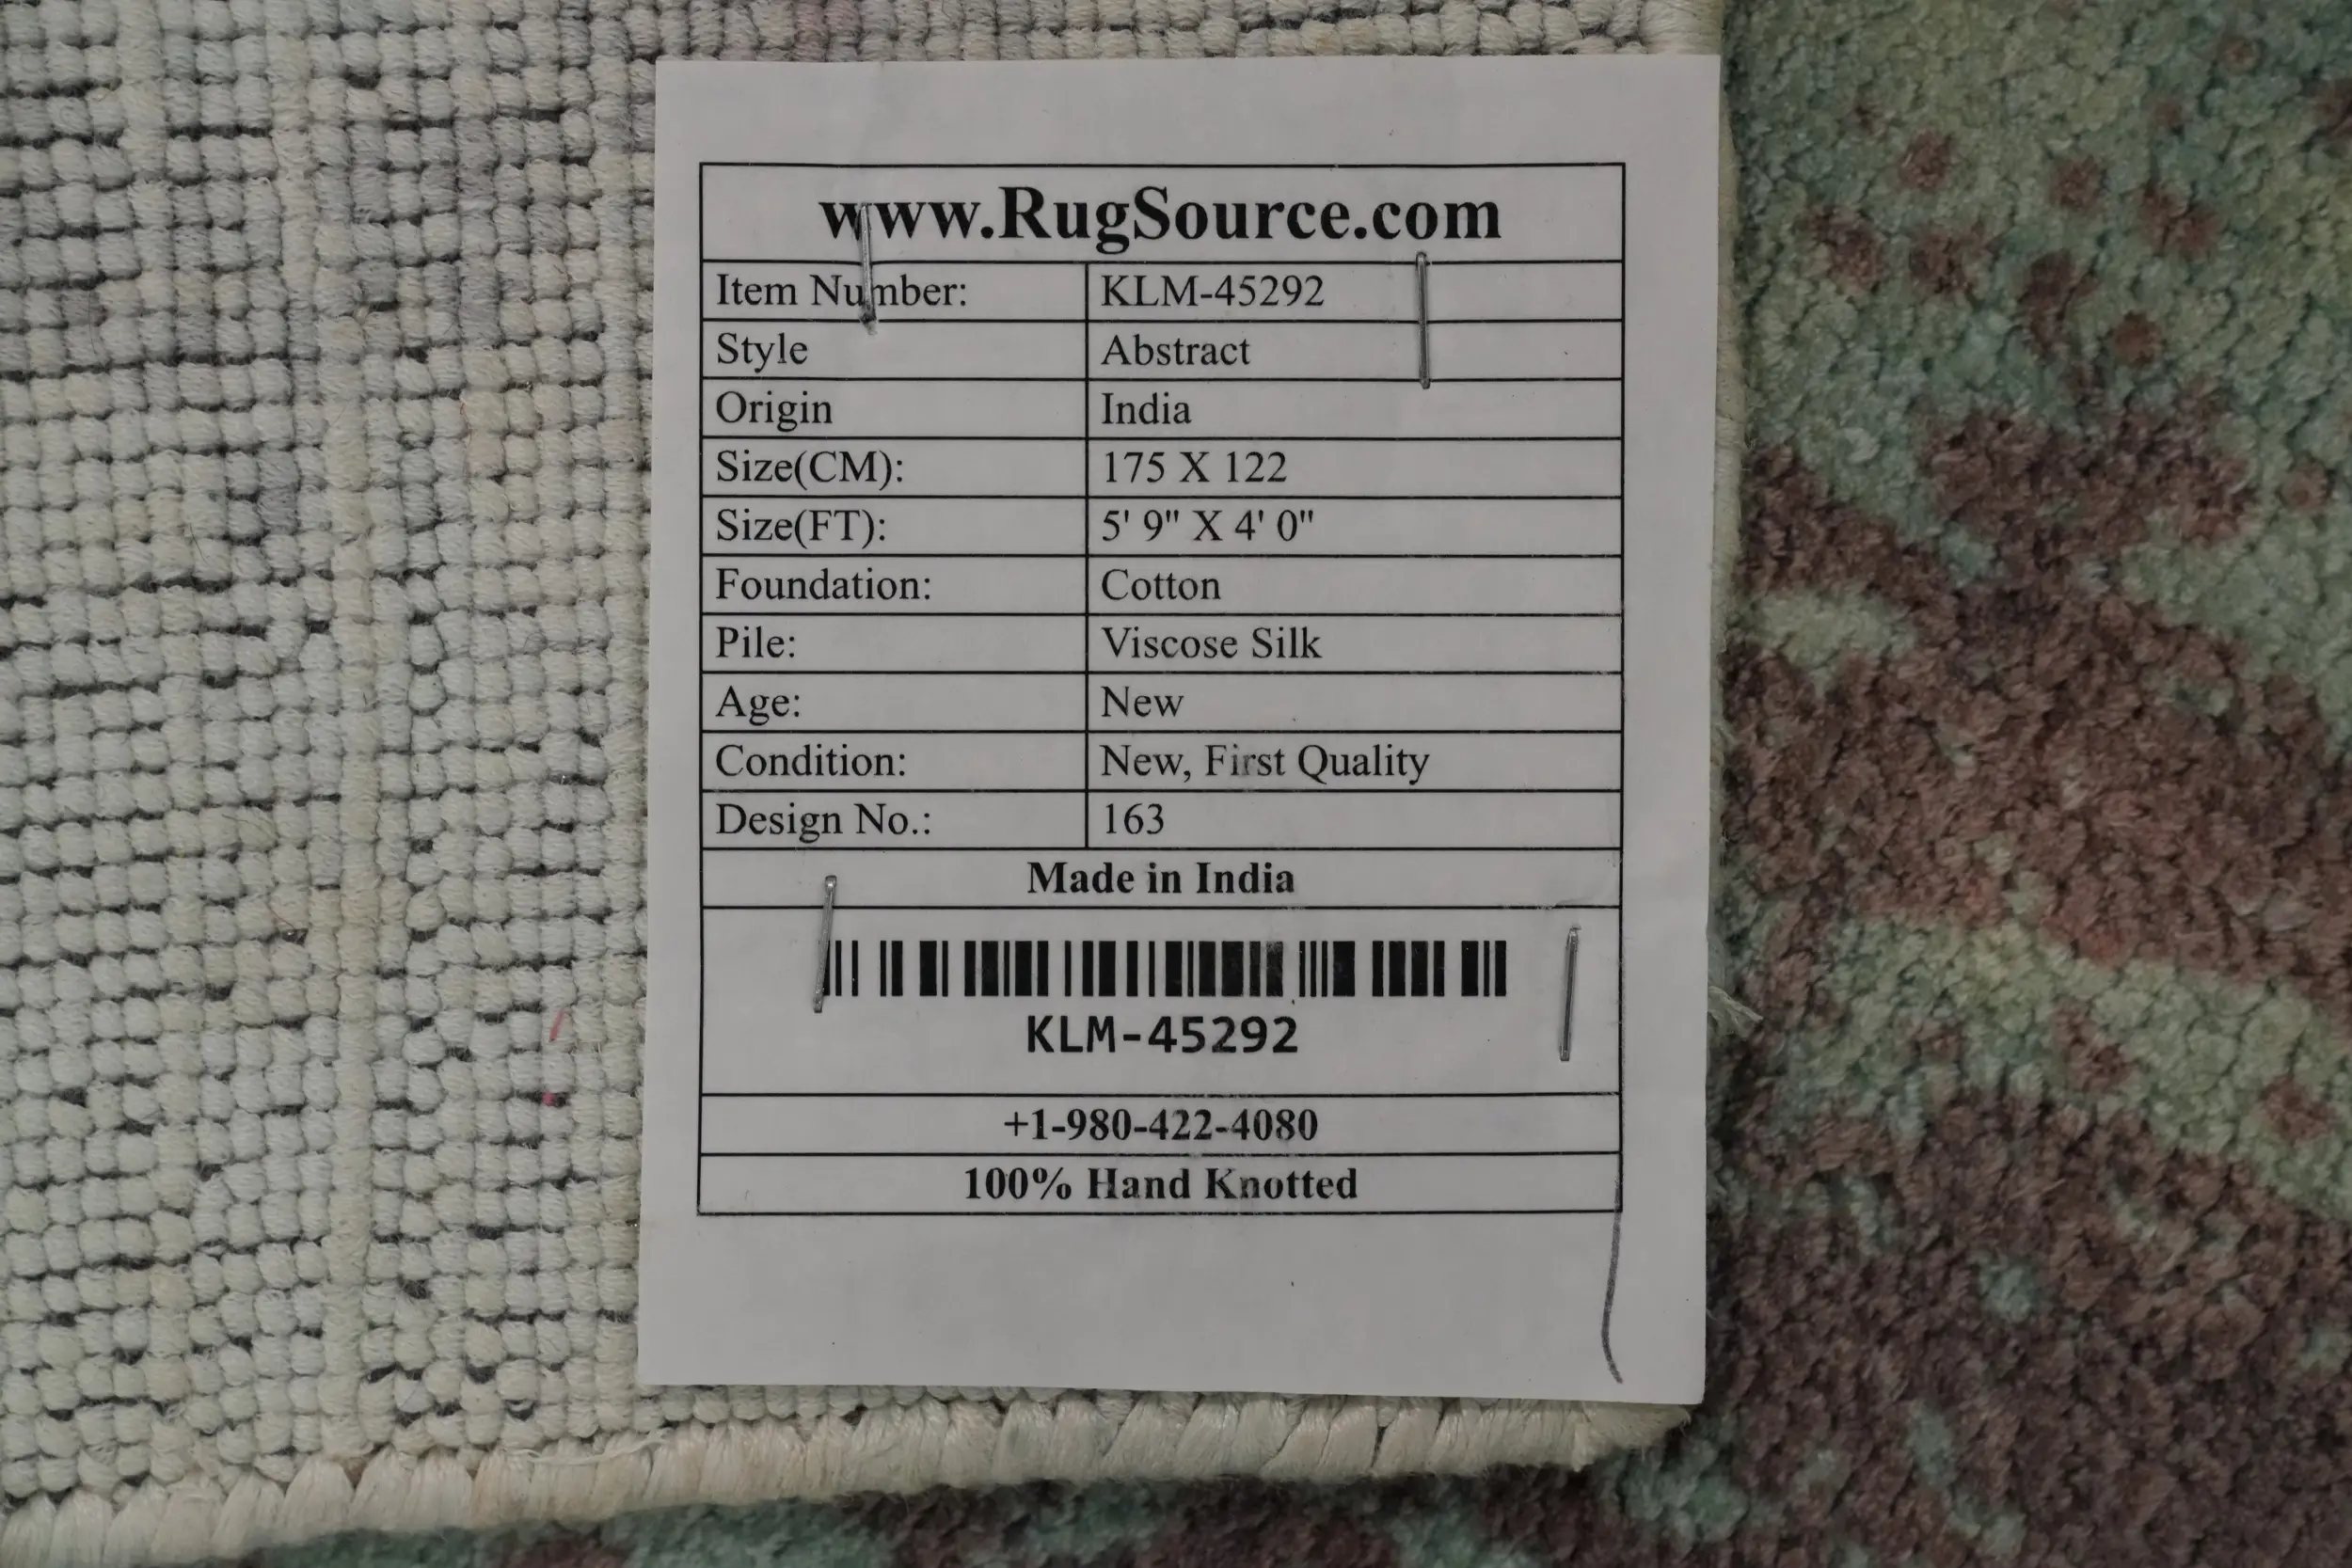 www.RugSource.com
Item Number: KLM-45292
Style Abstract
Origin India
Size(CM): 175 X 122
Size(FT): 5' 9" X 4' 0"
Foundation: Cotton
Pile: Viscose Silk
Age: New
Condition: New, First Quality
Design No.: 163
Made in India
KLM-45292
+1-980-422-4080
100% Hand Knotted